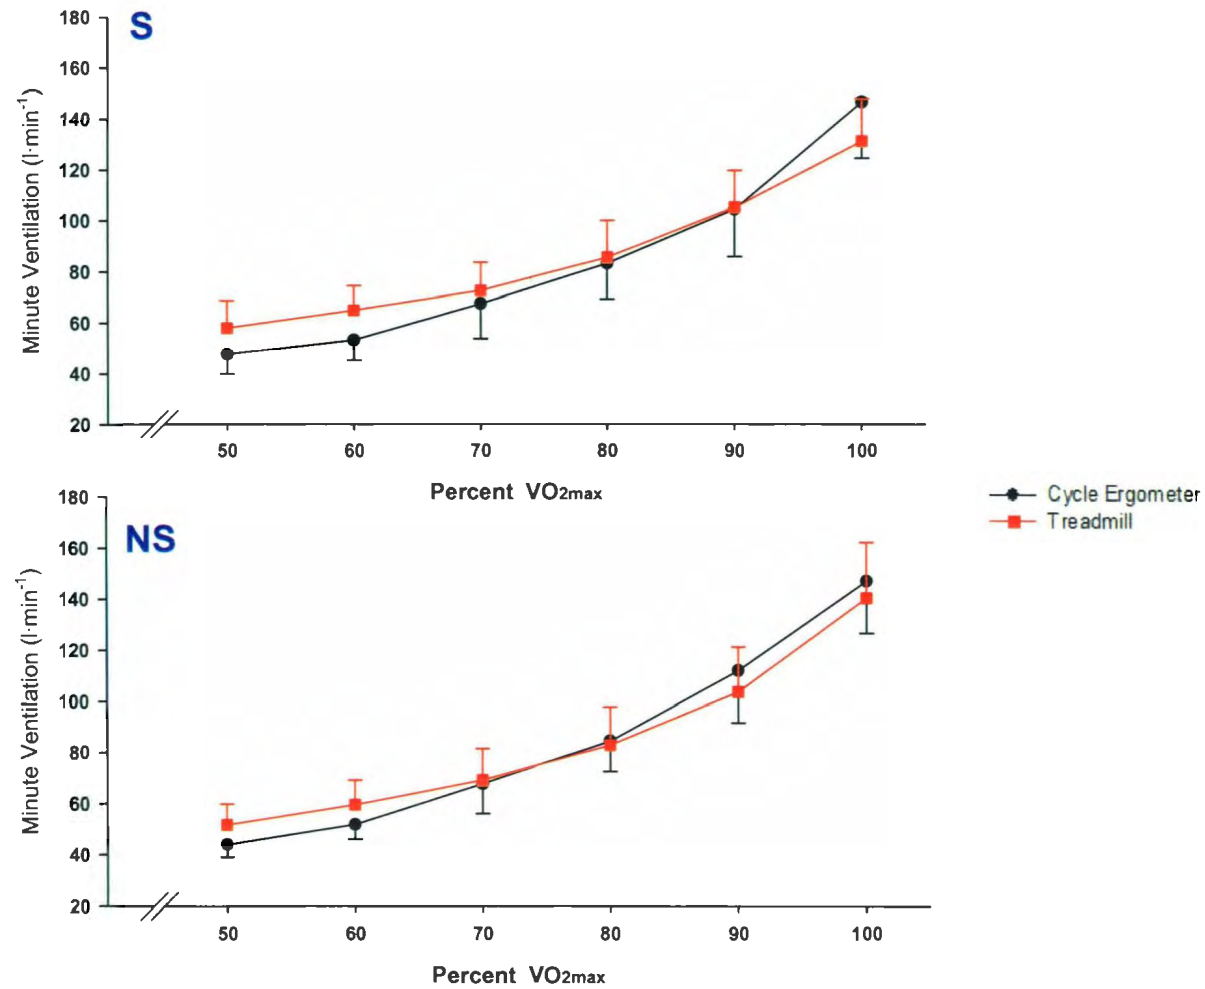 S
180
160
140
120
100
80
60
40
20
Minute Ventilation (l·min⁻¹)
50 60 70 80 90 100
Percent VO₂max
NS
180
160
140
120
100
80
60
40
20
Minute Ventilation (l·min⁻¹)
50 60 70 80 90 100
Percent VO₂max
Cycle Ergometer
Treadmill